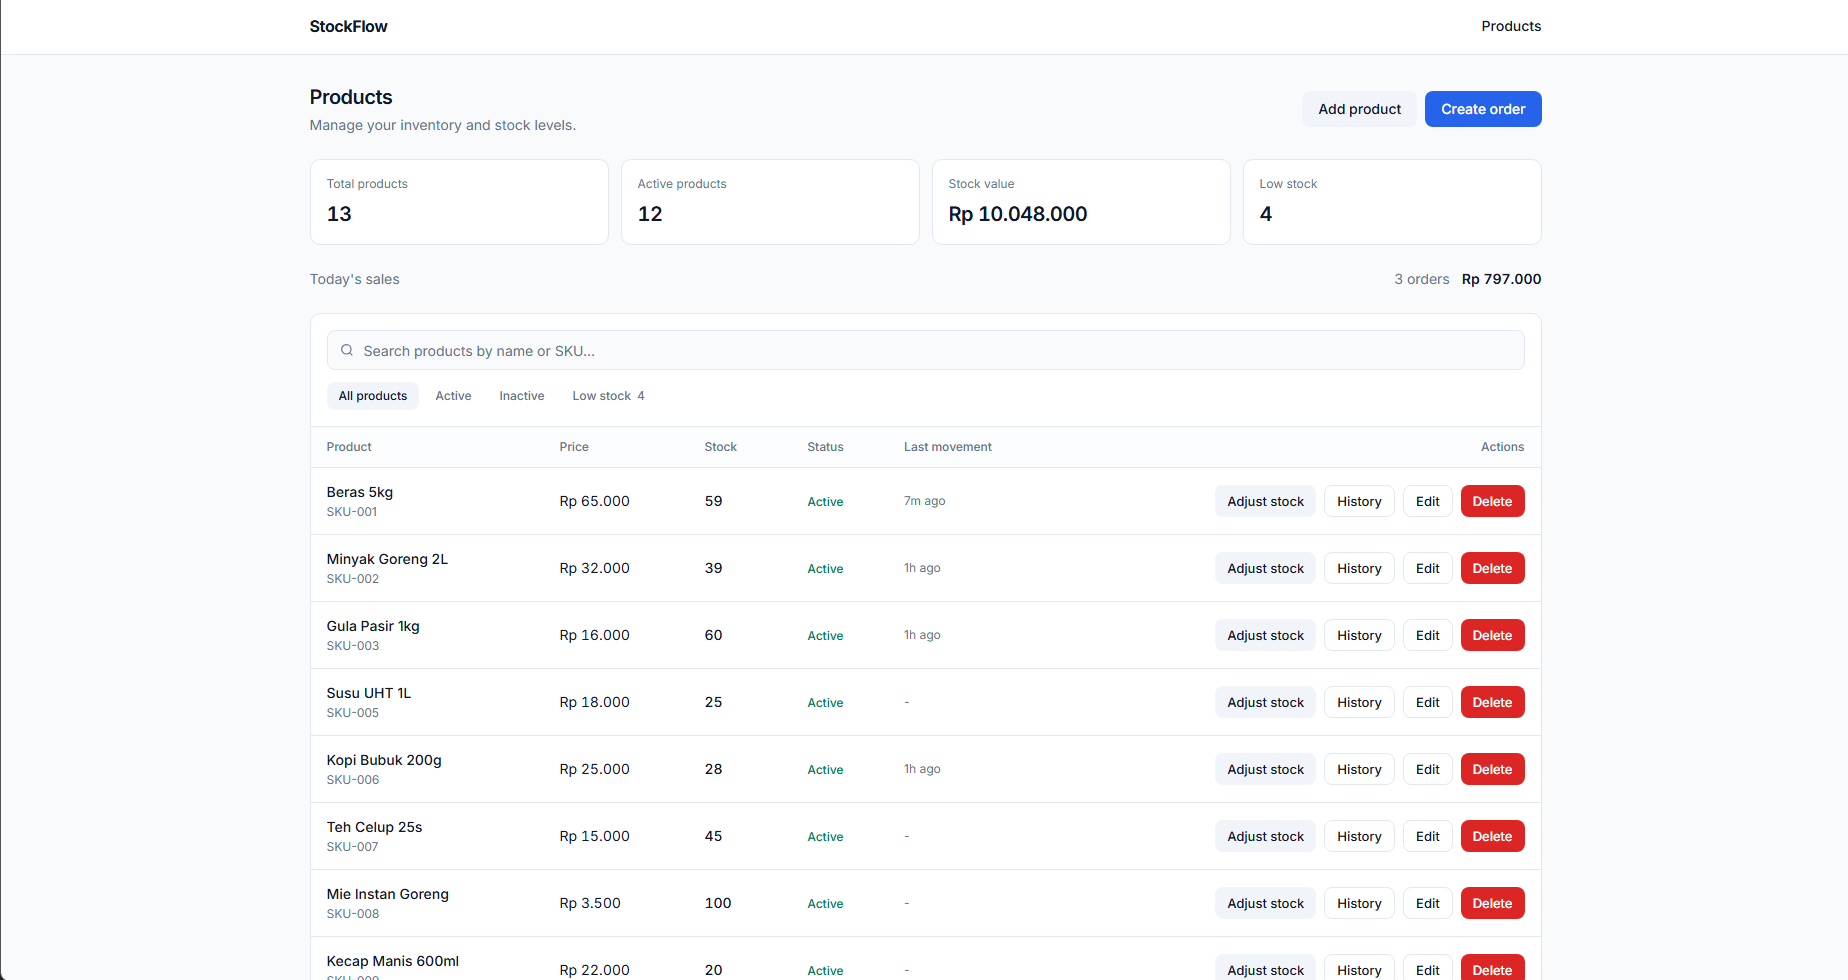 StockFlow
Products
Products
Manage your inventory and stock levels.
Add product
Create order
Total products
13
Active products
12
Stock value
Rp 10.048.000
Low stock
4
Today's sales
3 orders Rp 797.000
Search products by name or SKU...
All products Active Inactive Low stock 4
Product Price Stock Status Last movement Actions
Beras 5kg
SKU-001
Rp 65.000 59 Active 7m ago Adjust stock History Edit Delete
Minyak Goreng 2L
SKU-002
Rp 32.000 39 Active 1h ago Adjust stock History Edit Delete
Gula Pasir 1kg
SKU-003
Rp 16.000 60 Active 1h ago Adjust stock History Edit Delete
Susu UHT 1L
SKU-005
Rp 18.000 25 Active - Adjust stock History Edit Delete
Kopi Bubuk 200g
SKU-006
Rp 25.000 28 Active 1h ago Adjust stock History Edit Delete
Teh Celup 25s
SKU-007
Rp 15.000 45 Active - Adjust stock History Edit Delete
Mie Instan Goreng
SKU-008
Rp 3.500 100 Active - Adjust stock History Edit Delete
Kecap Manis 600ml
Rp 22.000 20 Active - Adjust stock History Edit Delete